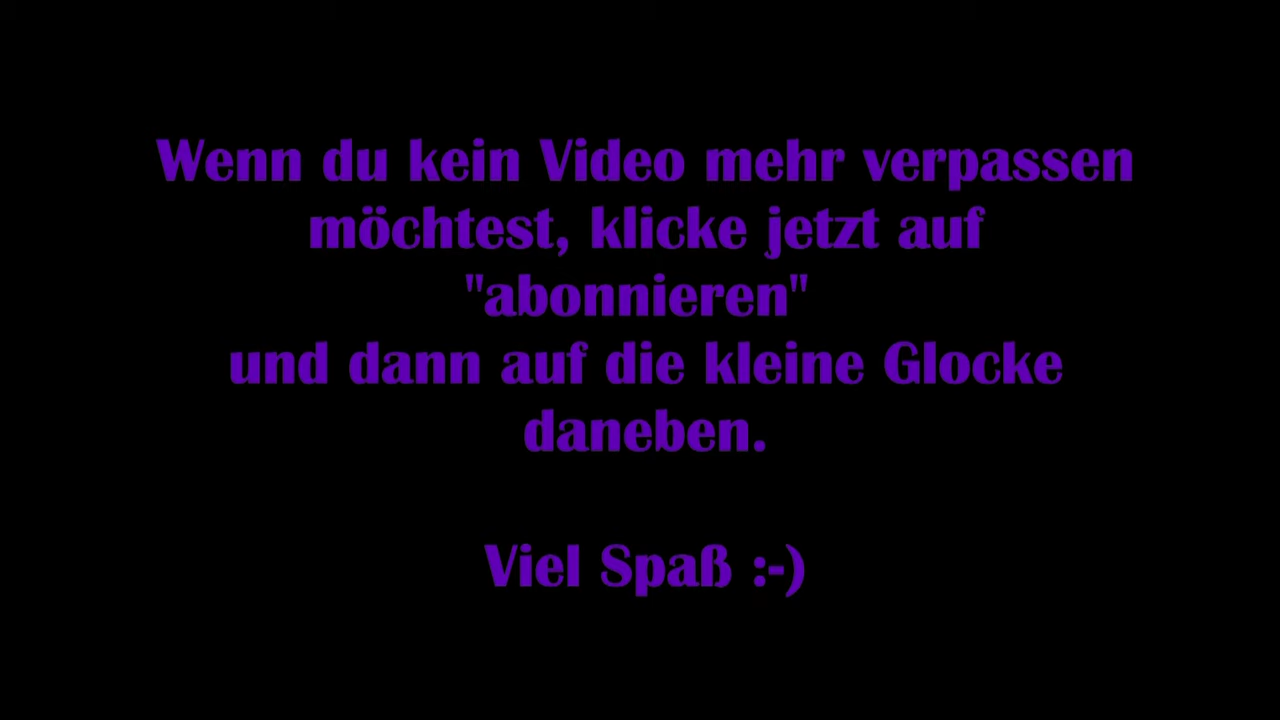 Wenn du kein Video mehr verpassen
möchtest, klicke jetzt auf
"abonnieren"
und dann auf die kleine Glocke
daneben.
Viel Spaß :-)